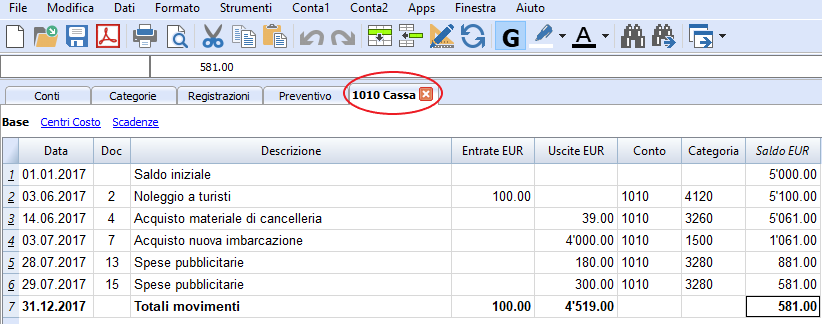 File Modifica Dati Formato Strumenti Conta1 Conta2 Apps Finestra Aiuto
G A
581.00
Conti Categorie Registrazioni Preventivo 1010 Cassa
Base Centri Costo Scadenze
Data Doc Descrizione Entrate EUR Uscite EUR Conto Categoria Saldo EUR
1 01.01.2017 Saldo iniziale 5'000.00
2 03.06.2017 2 Noleggio a turisti 100.00 1010 4120 5'100.00
3 14.06.2017 4 Acquisto materiale di cancelleria 39.00 1010 3260 5'061.00
4 03.07.2017 7 Acquisto nuova imbarcazione 4'000.00 1010 1500 1'061.00
5 28.07.2017 13 Spese pubblicitarie 180.00 1010 3280 881.00
6 29.07.2017 15 Spese pubblicitarie 300.00 1010 3280 581.00
7 31.12.2017 Totali movimenti 100.00 4'519.00 581.00